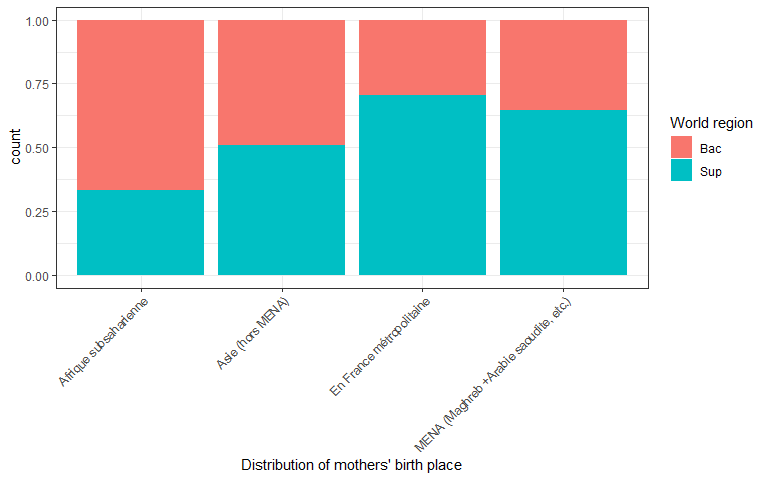 1.00
0.75
0.50
0.25
0.00
count
World region
Bac
Sup
Afrique subsaharienne
Asie (hors MENA)
En France métropolitaine
MENA (Maghreb +Arabie saoudite, etc.)
Distribution of mothers' birth place